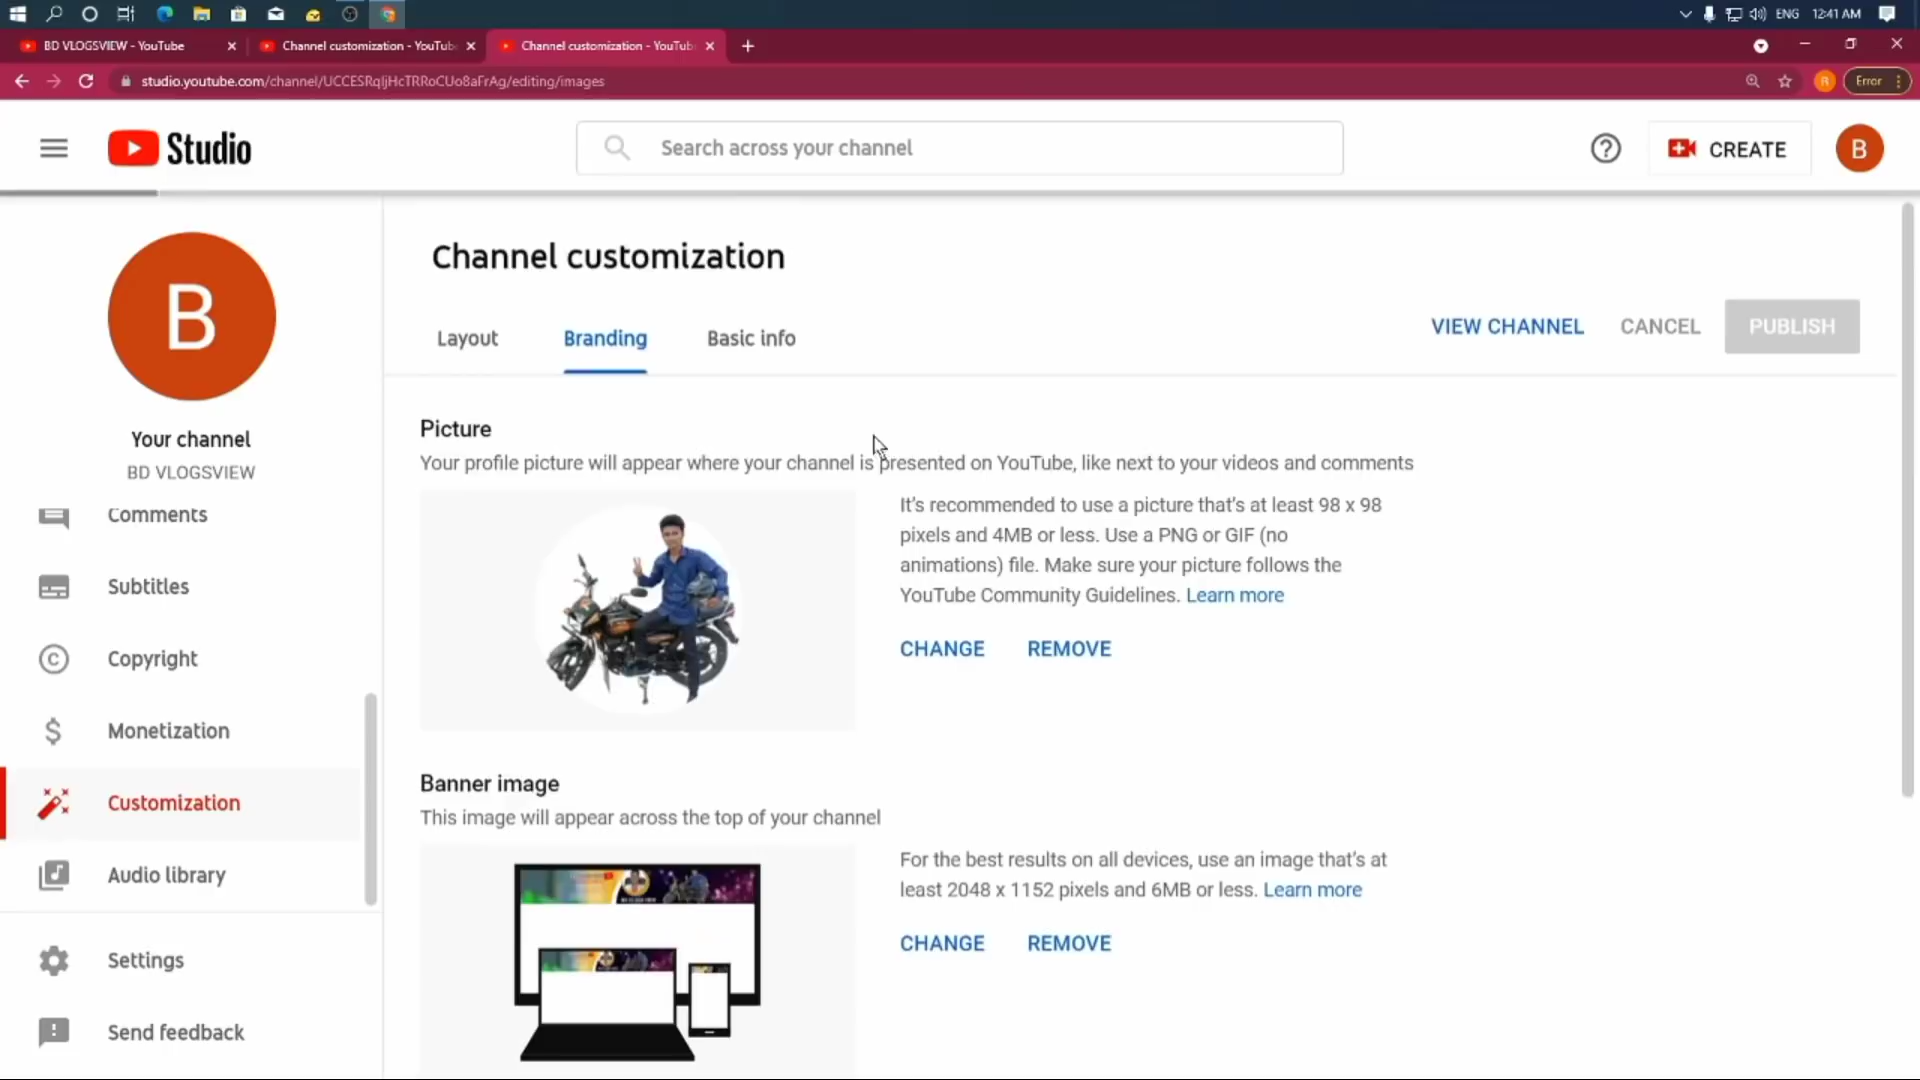 ENG
12:41 AM
BD VLOGSVIEW - YouTube
Channel customization - YouTub
Channel customization - YouTub
studio.youtube.com/channel/UCCESRqIjHcTRRoCUo8aFrAg/editing/images
B
Error
Studio
Search across your channel
CREATE
B
B
Your channel
BD VLOGSVIEW
Comments
Subtitles
Copyright
Monetization
Customization
Audio library
Settings
Send feedback
Channel customization
Layout
Branding
Basic info
VIEW CHANNEL
CANCEL
PUBLISH
Picture
Your profile picture will appear where your channel is presented on YouTube, like next to your videos and comments
It's recommended to use a picture that's at least 98 x 98
pixels and 4MB or less. Use a PNG or GIF (no
animations) file. Make sure your picture follows the
YouTube Community Guidelines. Learn more
CHANGE
REMOVE
Banner image
This image will appear across the top of your channel
For the best results on all devices, use an image that's at
least 2048 x 1152 pixels and 6MB or less. Learn more
CHANGE
REMOVE